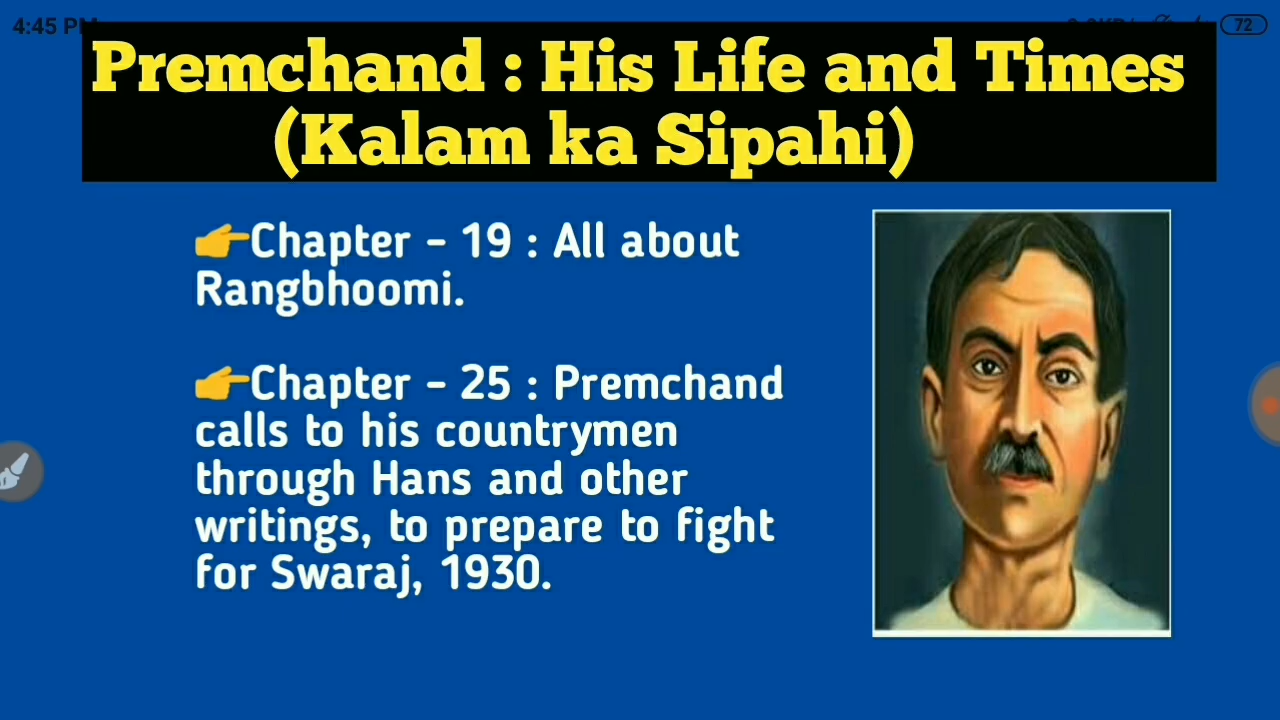 4:45 PM
72
Premchand : His Life and Times
(Kalam ka Sipahi)
👉Chapter - 19 : All about
Rangbhoomi.
👉Chapter - 25 : Premchand
calls to his countrymen
through Hans and other
writings, to prepare to fight
for Swaraj, 1930.